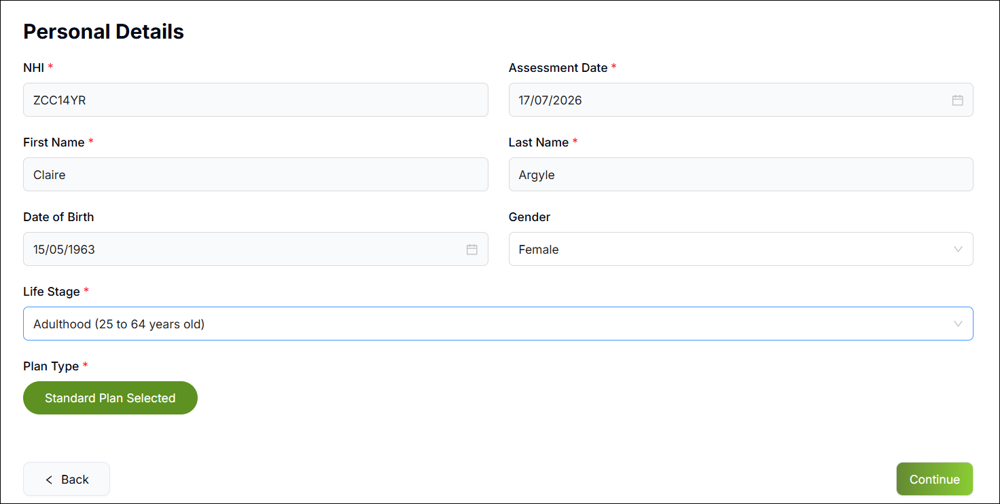 Personal Details
NHI *
Assessment Date *
ZCC14YR
17/07/2026
First Name *
Last Name *
Claire
Argyle
Date of Birth
Gender
15/05/1963
Female
Life Stage *
Adulthood (25 to 64 years old)
Plan Type *
Standard Plan Selected
< Back
Continue